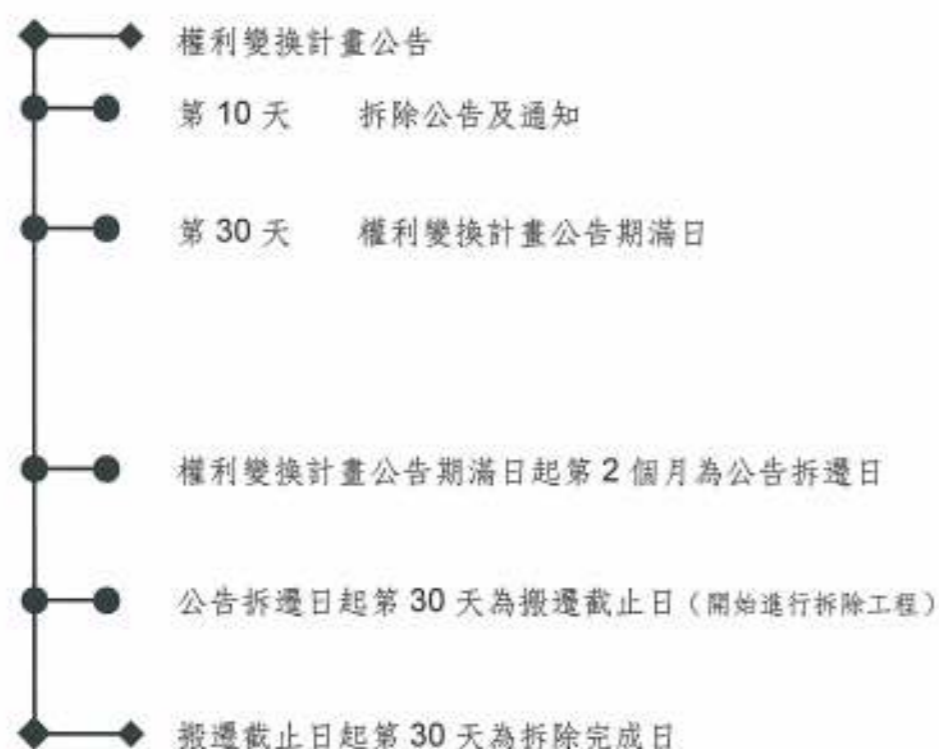 權利變換計畫公告
第 10 天 拆除公告及通知
第 30 天 權利變換計畫公告期滿日
權利變換計畫公告期滿日起第 2 個月為公告拆遷日
公告拆遷日起第 30 天為搬遷截止日（開始進行拆除工程）
搬遷截止日起第 30 天為拆除完成日